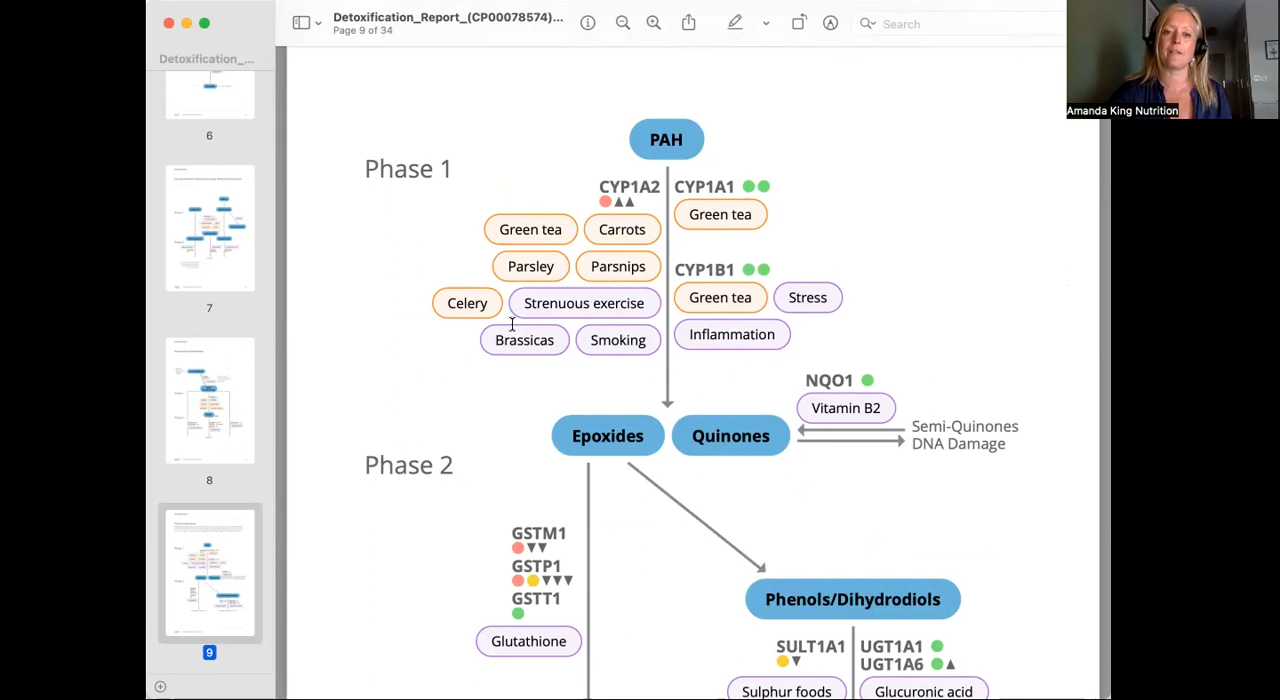 Detoxification_Report_(CP00078574)...
Page 9 of 34
Search
Detoxification_...
6
7
8
9
Amanda King Nutrition
PAH
Phase 1
CYP1A2
CYP1A1
Green tea
Green tea
Carrots
Parsley
Parsnips
CYP1B1
Celery
Strenuous exercise
Green tea
Stress
Brassicas
Smoking
Inflammation
NQO1
Vitamin B2
Epoxides
Quinones
Semi-Quinones
DNA Damage
Phase 2
GSTM1
GSTP1
GSTT1
Glutathione
Phenols/Dihydrodiols
SULT1A1
UGT1A1
UGT1A6
Sulphur foods
Glucuronic acid